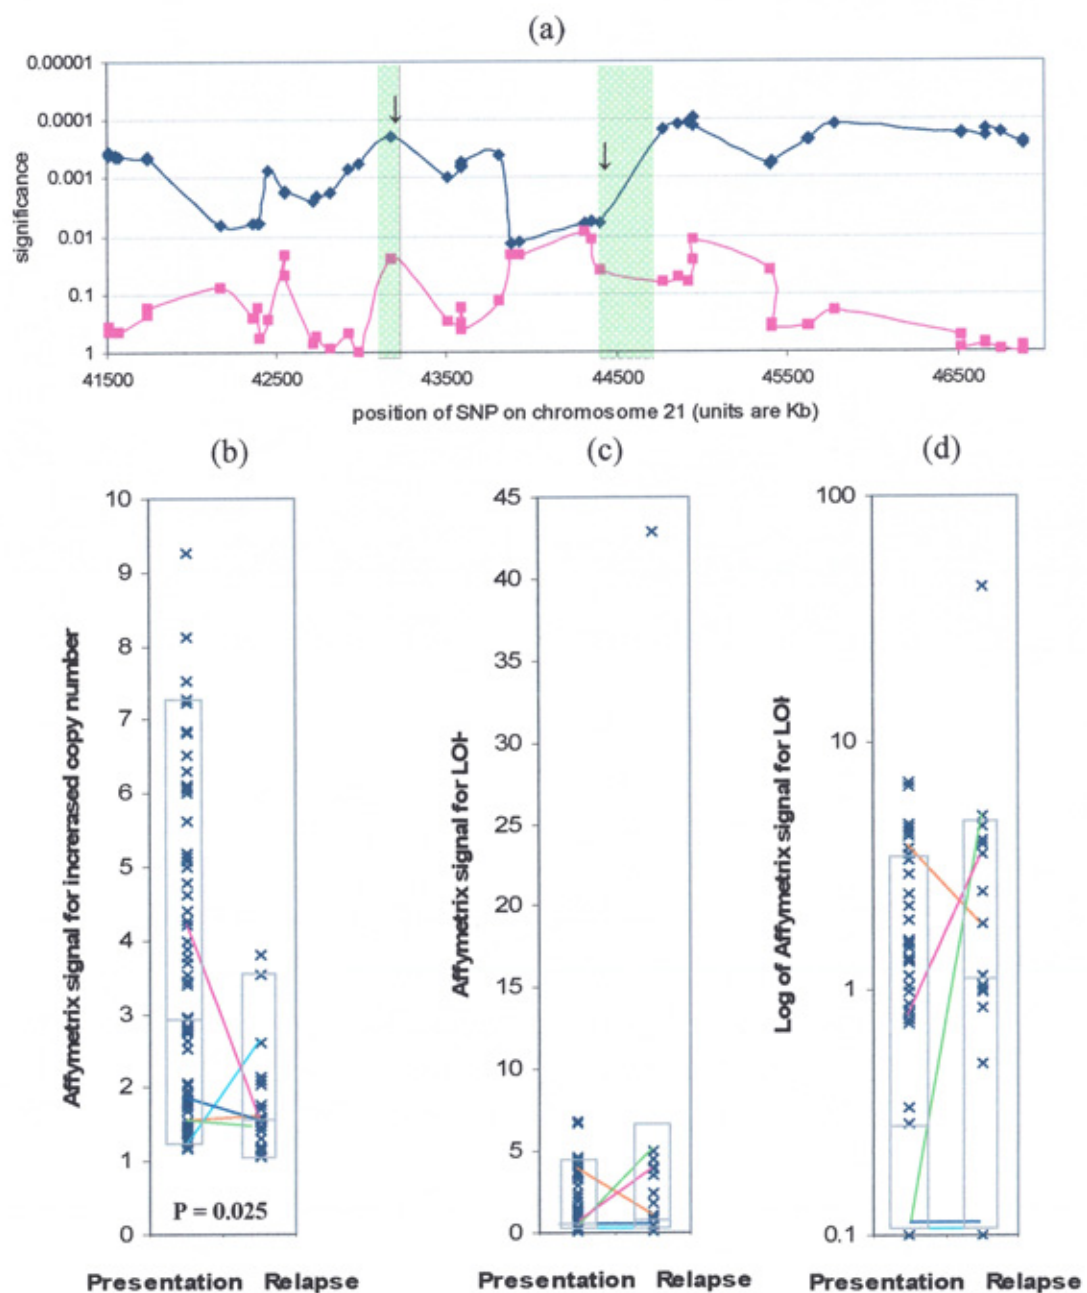 (a)
0.00001
0.0001
0.001
0.01
0.1
1
significance
41500 42500 43500 44500 45500 46500
position of SNP on chromosome 21 (units are Kb)
(b) (c) (d)
10
9
8
7
6
5
4
3
2
1
0
Affymetrix signal for increrased copy number
P = 0.025
Presentation Relapse
45
40
35
30
25
20
15
10
5
0
Affymetrix signal for LOH
Presentation Relapse
100
10
1
0.1
Log of Affymetrix signal for LOH
Presentation Relapse